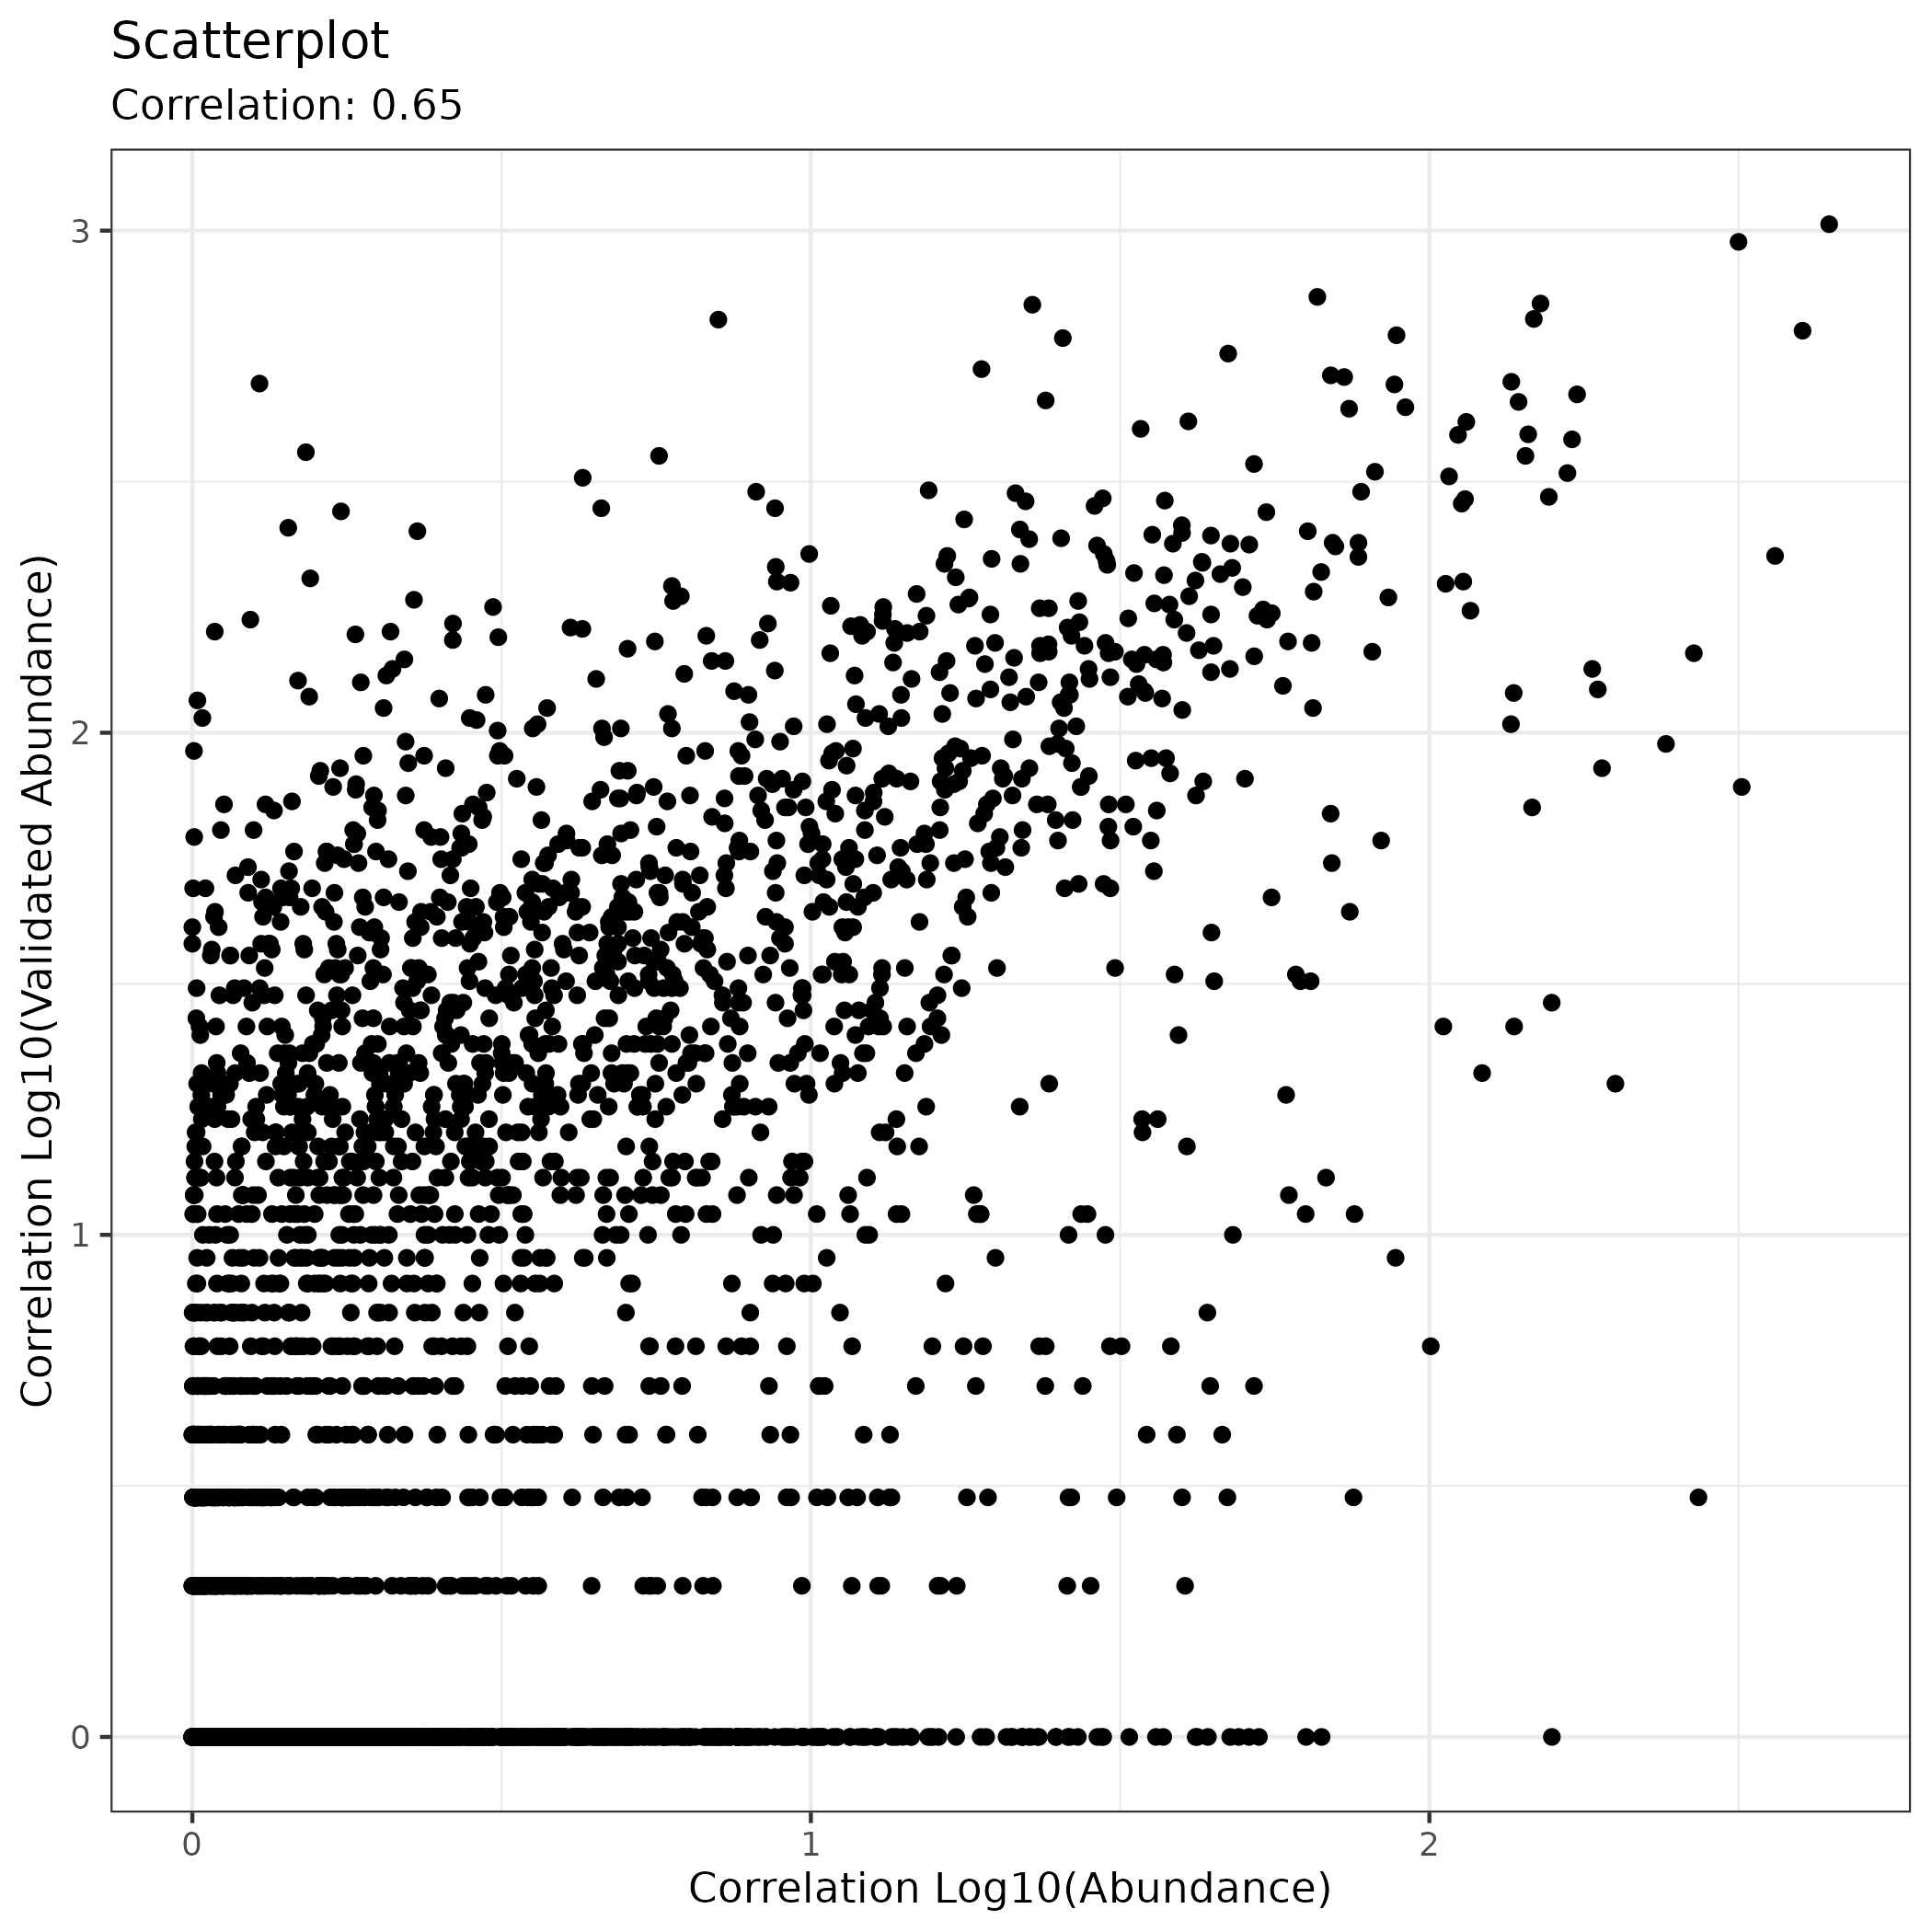 Scatterplot
Correlation: 0.65
3
2
1
0
Correlation Log10(Validated Abundance)
0 1 2
Correlation Log10(Abundance)